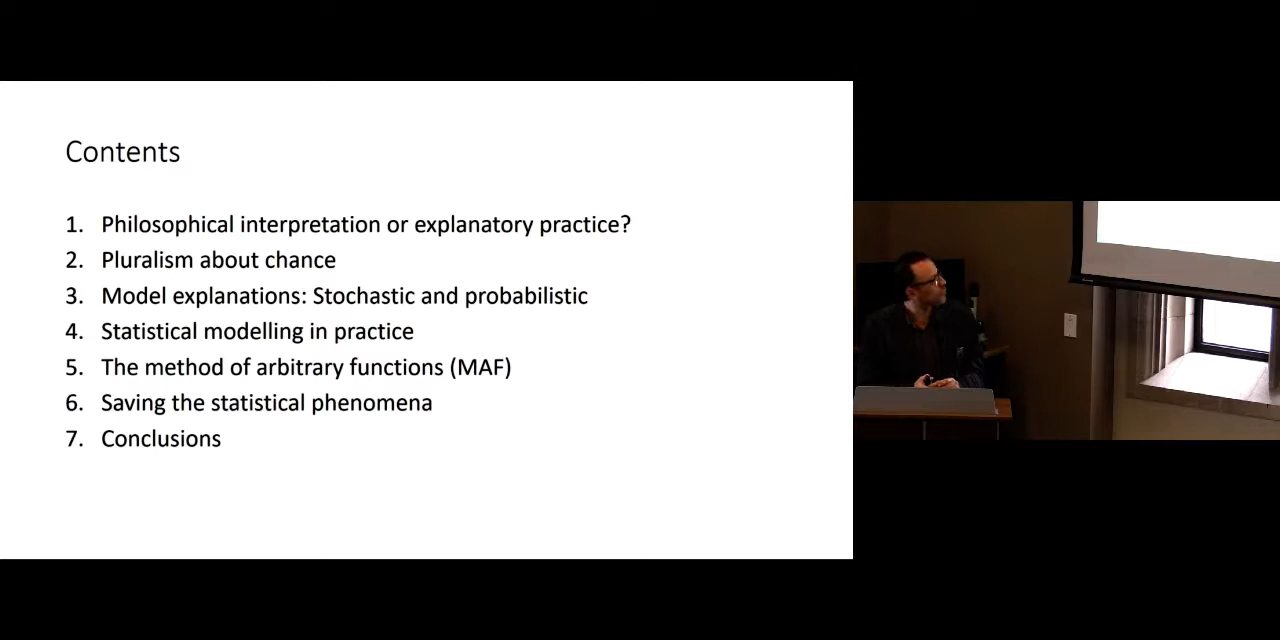 Contents
1. Philosophical interpretation or explanatory practice?
2. Pluralism about chance
3. Model explanations: Stochastic and probabilistic
4. Statistical modelling in practice
5. The method of arbitrary functions (MAF)
6. Saving the statistical phenomena
7. Conclusions